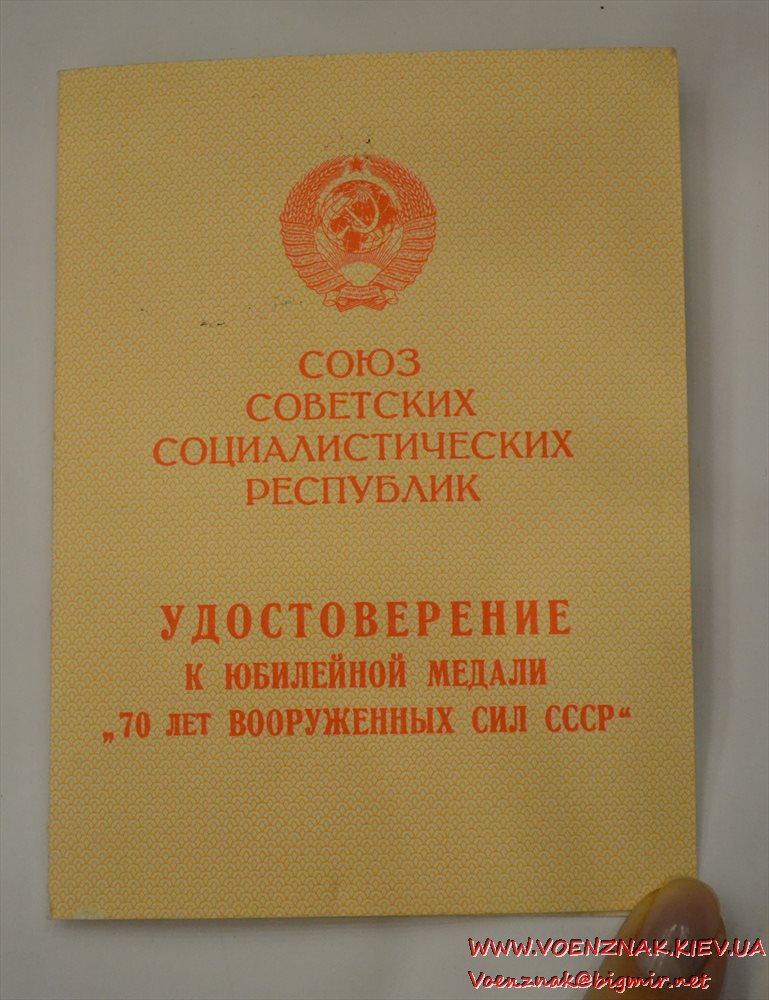 СОЮЗ
СОВЕТСКИХ
СОЦИАЛИСТИЧЕСКИХ
РЕСПУБЛИК
УДОСТОВЕРЕНИЕ
К ЮБИЛЕЙНОЙ МЕДАЛИ
„70 ЛЕТ ВООРУЖЕННЫХ СИЛ СССР“
WWW.VOENZNAK.KIEV.UA
Voenznak@bigmir.net